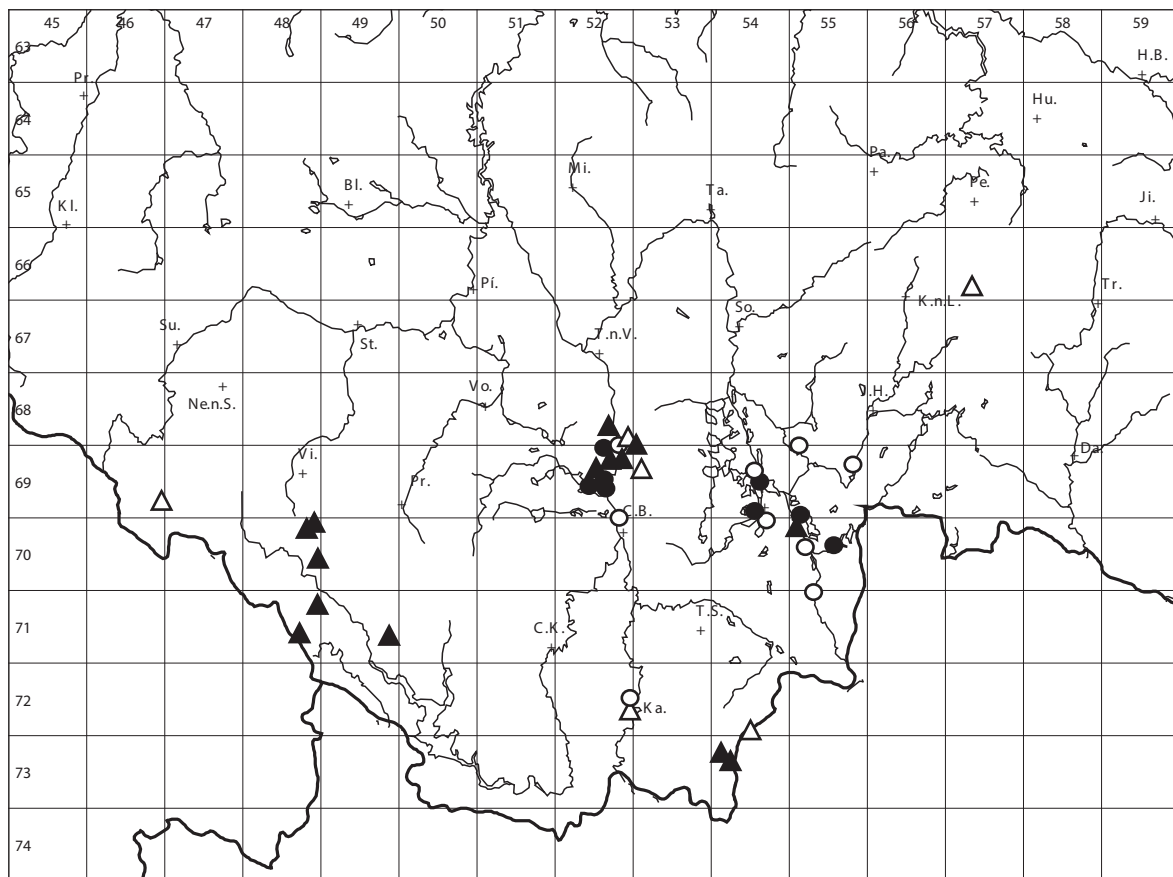 45 46 47 48 49 50 51 52 53 54 55 56 57 58 59
63
H.B.
Pr.
Hu.
64
Pa.
Mi.
65
Bl.
Ta.
Pe.
Ji.
Kl.
66
Pí.
Tr.
K.n.L.
So.
Su.
67
St.
T.n.V.
Vo.
Ne.n.S.
J.H.
68
Da.
Vi.
69
Pr.
C.B.
70
T.S.
71
C.K.
72
Ka.
73
74